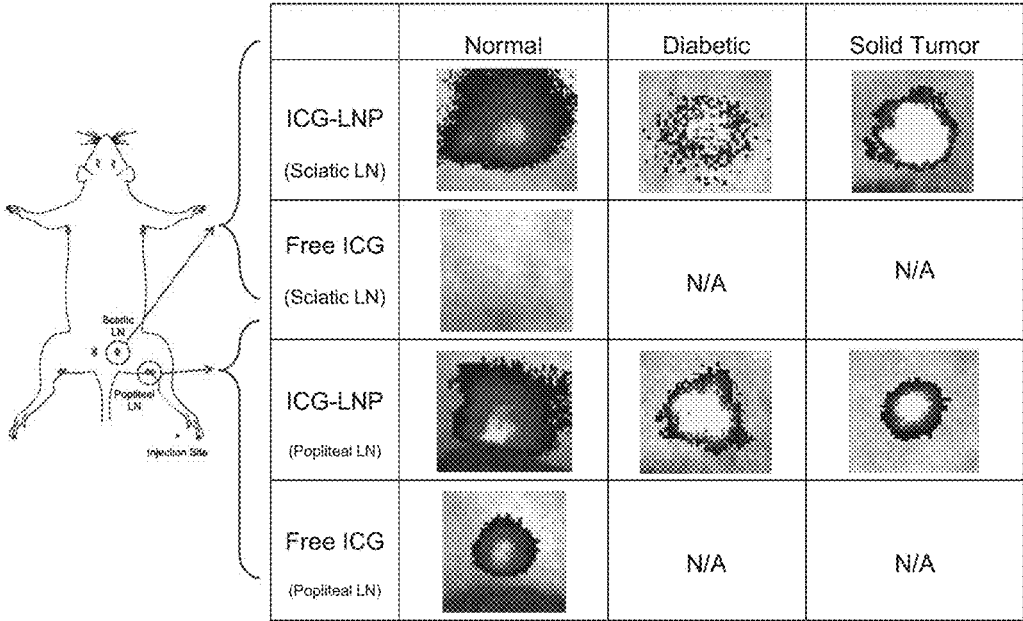 Normal
Diabetic
Solid Tumor
ICG-LNP
(Sciatic LN)
Free ICG
(Sciatic LN)
N/A
N/A
ICG-LNP
(Popliteal LN)
Free ICG
(Popliteal LN)
N/A
N/A
Sciatic
LN
Popliteal
LN
Injection Site